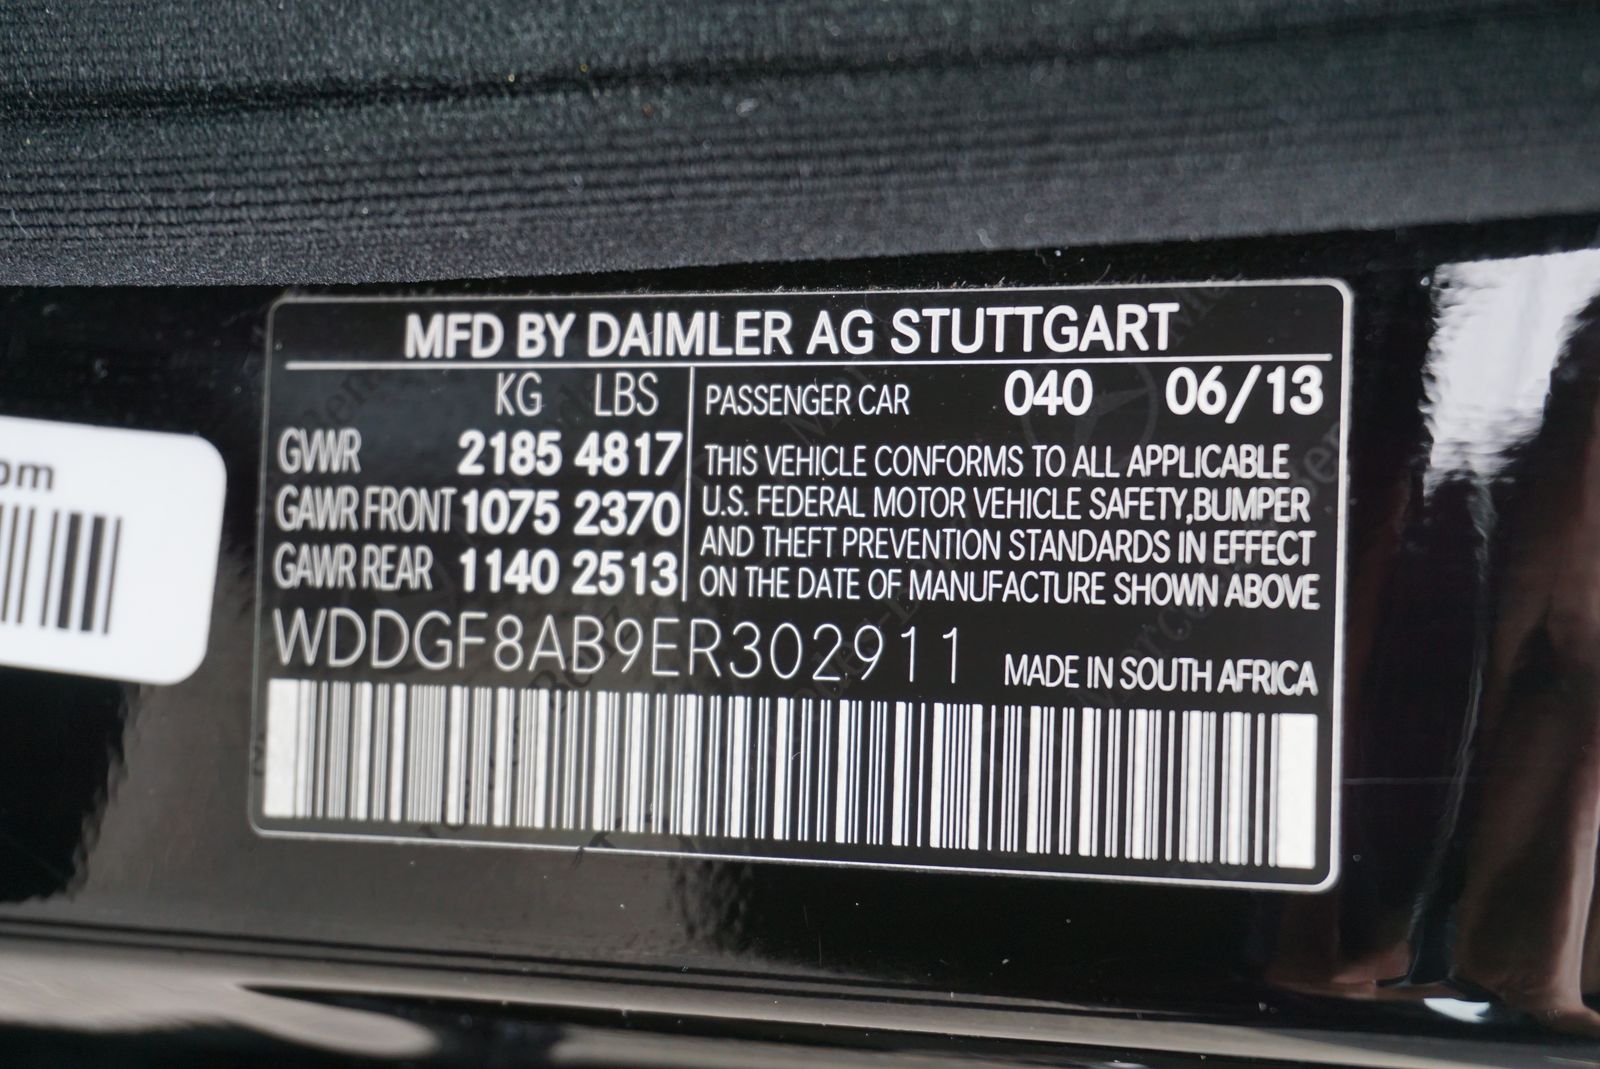 MFD BY DAIMLER AG STUTTGART
KG LBS
GVWR 2185 4817
GAWR FRONT 1075 2370
GAWR REAR 1140 2513
PASSENGER CAR 040 06/13
THIS VEHICLE CONFORMS TO ALL APPLICABLE
U.S. FEDERAL MOTOR VEHICLE SAFETY,BUMPER
AND THEFT PREVENTION STANDARDS IN EFFECT
ON THE DATE OF MANUFACTURE SHOWN ABOVE
WDDGF8AB9ER302911 MADE IN SOUTH AFRICA